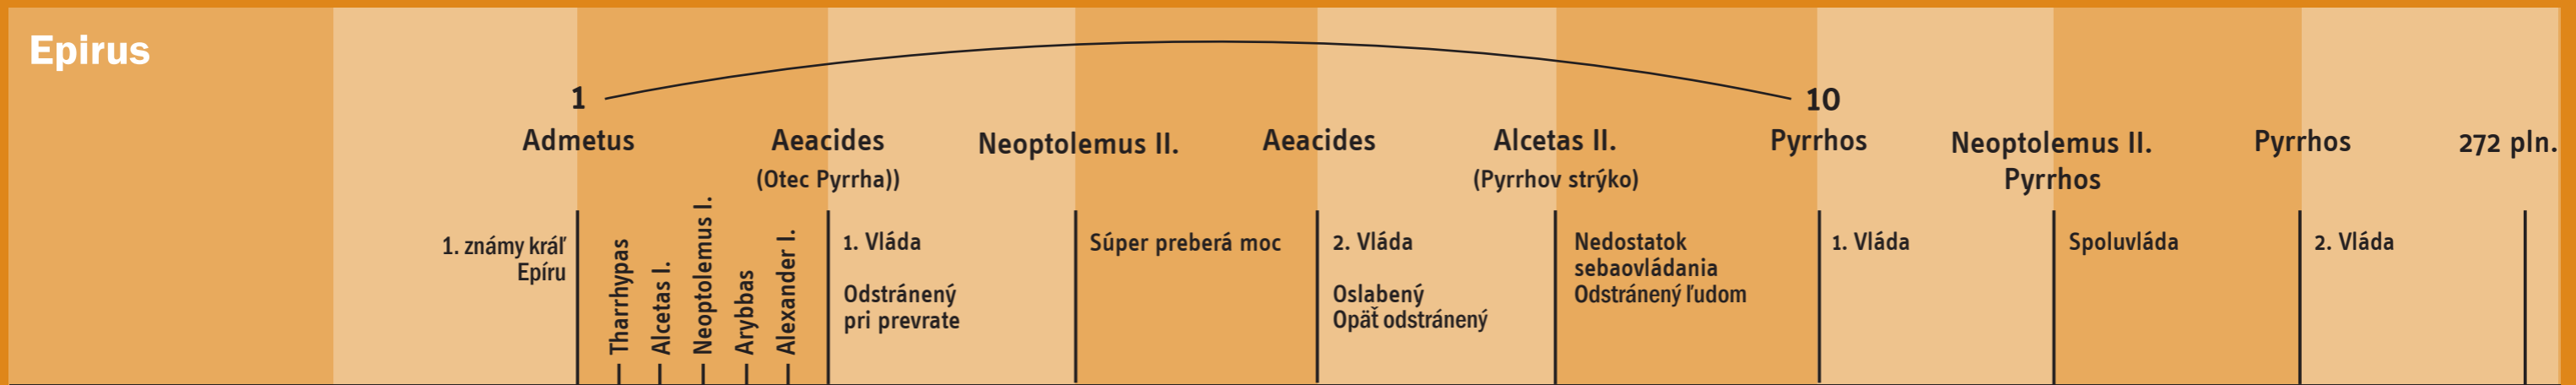 Epirus
1
10
Admetus
Aeacides
(Otec Pyrrha))
Neoptolemus II.
Aeacides
Alcetas II.
(Pyrrhov strýko)
Pyrrhos
Neoptolemus II.
Pyrrhos
Pyrrhos
272 pln.
1. známy kráľ
Epíru
Tharrhypas
Alcetas I.
Neoptolemus I.
Arybbas
Alexander I.
1. Vláda
Odstránený
pri prevrate
Súper preberá moc
2. Vláda
Oslabený
Opäť odstránený
Nedostatok
sebaovládania
Odstránený ľudom
1. Vláda
Spoluvláda
2. Vláda